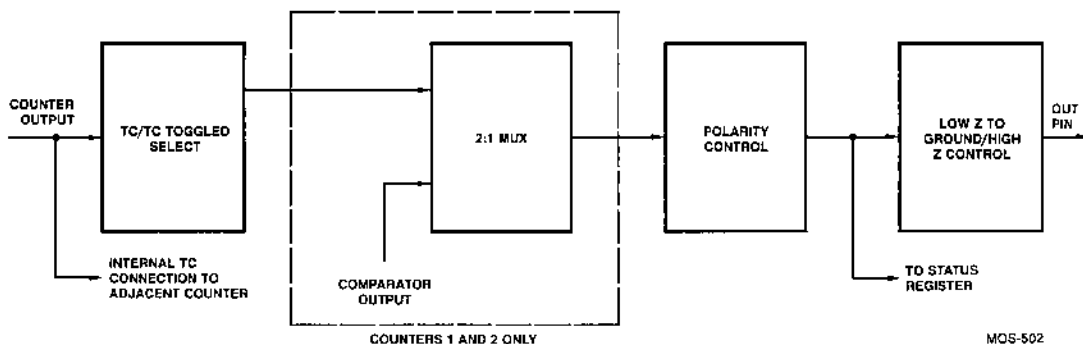 COUNTER
OUTPUT
TC/TC TOGGLED
SELECT
INTERNAL TC
CONNECTION TO
ADJACENT COUNTER
2:1 MUX
COMPARATOR
OUTPUT
COUNTERS 1 AND 2 ONLY
POLARITY
CONTROL
LOW Z TO
GROUND/HIGH
Z CONTROL
OUT
PIN
TO STATUS
REGISTER
MOS-502